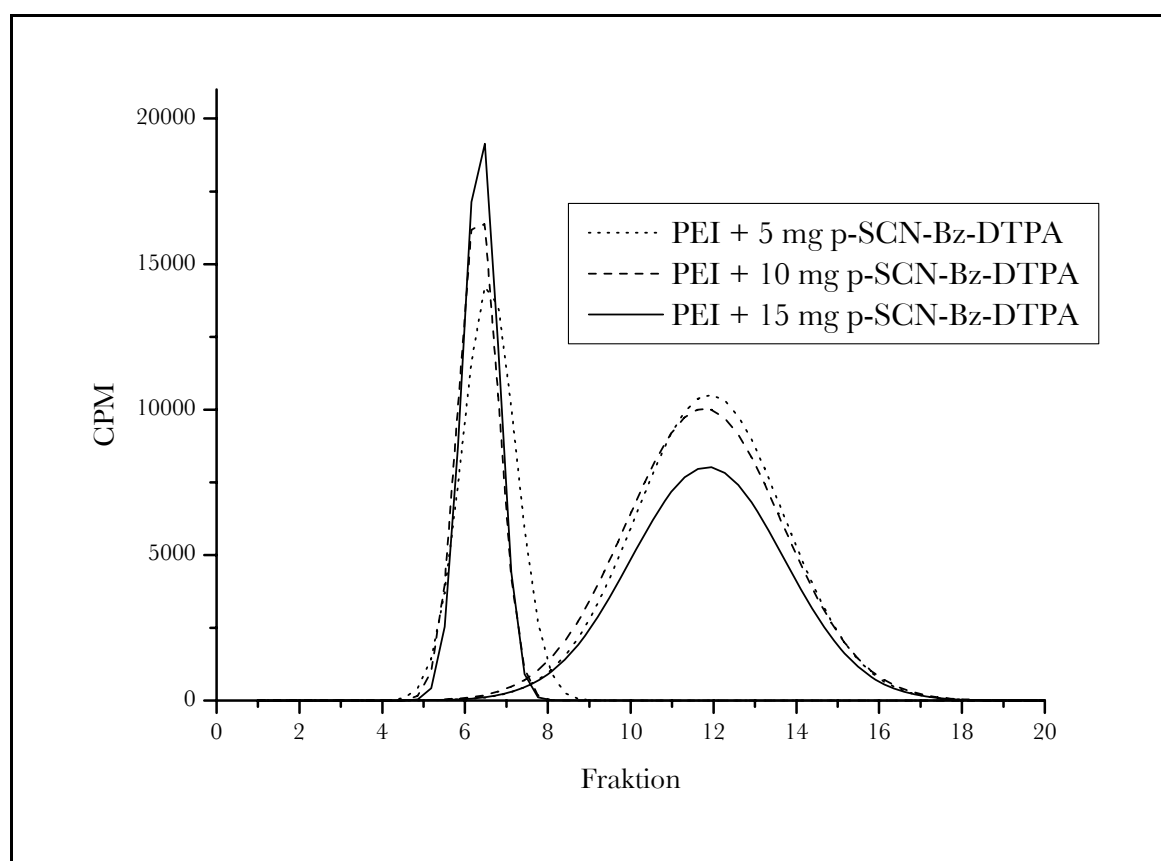 20000
15000
10000
5000
0
CPM
PEI + 5 mg p-SCN-Bz-DTPA
PEI + 10 mg p-SCN-Bz-DTPA
PEI + 15 mg p-SCN-Bz-DTPA
0 2 4 6 8 10 12 14 16 18 20
Fraktion